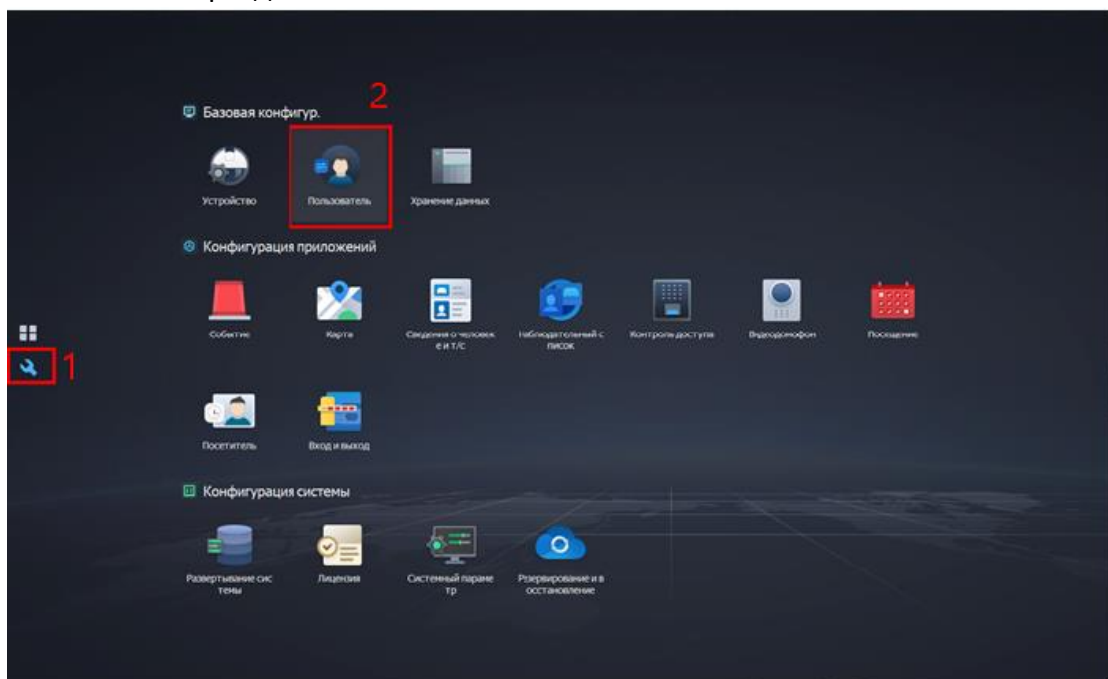 2
Базовая конфигур.
Устройство
Пользователь
Хранение данных
Конфигурация приложений
Событие
Карта
Сведения о человек
е и т/с
Наблюдательный с
писок
Контроль доступа
Видеодомофон
Посещение
1
Посетитель
Вход и выход
Конфигурация системы
Развертывание сис
темы
Лицензия
Системный параме
тр
Резервирование и в
осстановление